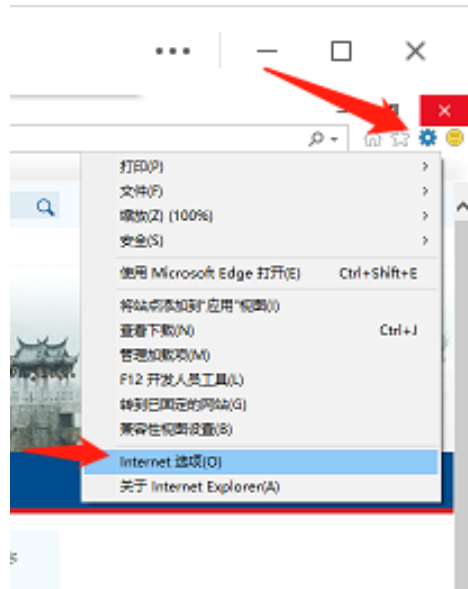 打印(P)
文件(F)
缩放(Z) (100%)
安全(S)
使用 Microsoft Edge 打开(E) Ctrl+Shift+E
将站点添加到“应用”视图(I)
查看下载(N) Ctrl+J
管理加载项(M)
F12 开发人员工具(L)
转到已固定的网站(G)
兼容性视图设置(B)
Internet 选项(O)
关于 Internet Explorer(A)